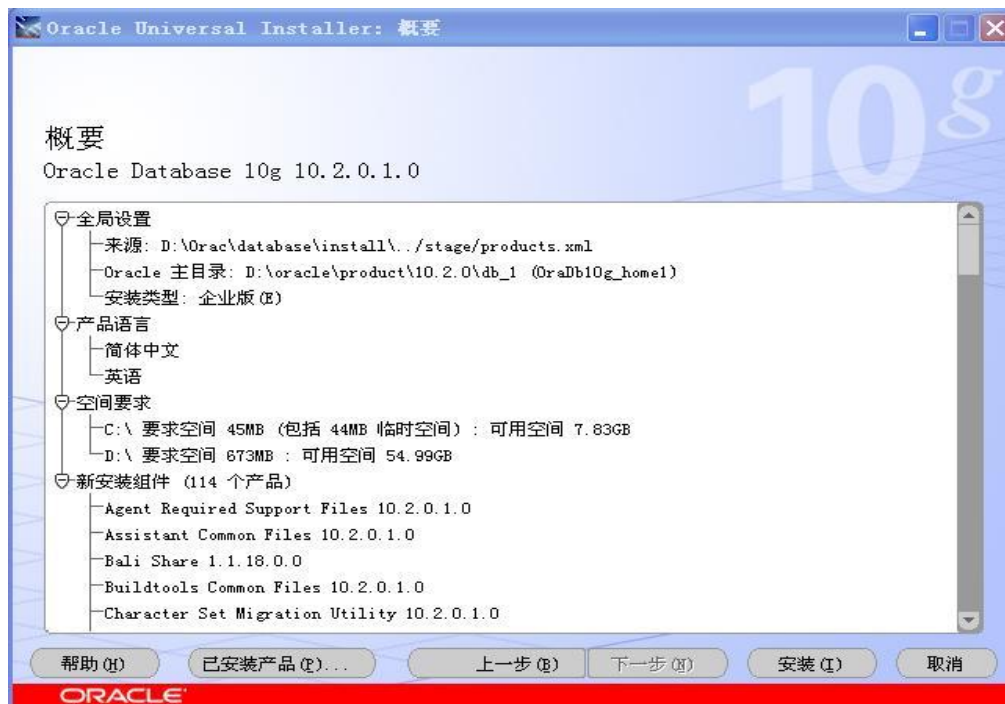 Oracle Universal Installer: 概要
10g
概要
Oracle Database 10g 10.2.0.1.0
全局设置
来源: D:\Orac\database\install\../stage/products.xml
Oracle 主目录: D:\oracle\product\10.2.0\db_1 (OraDb10g_home1)
安装类型: 企业版(E)
产品语言
简体中文
英语
空间要求
C:\ 要求空间 45MB (包括 44MB 临时空间) : 可用空间 7.83GB
D:\ 要求空间 673MB : 可用空间 54.99GB
新安装组件 (114 个产品)
Agent Required Support Files 10.2.0.1.0
Assistant Common Files 10.2.0.1.0
Bali Share 1.1.18.0.0
Buildtools Common Files 10.2.0.1.0
Character Set Migration Utility 10.2.0.1.0
帮助(H) 已安装产品(P)... 上一步(B) 下一步(N) 安装(I) 取消
ORACLE